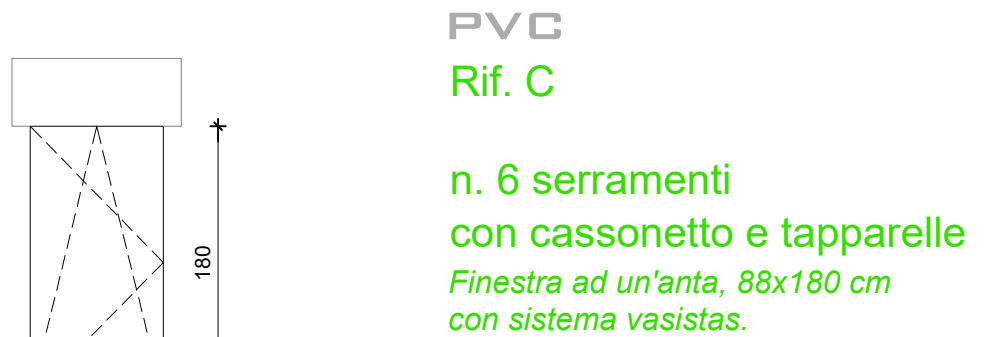 PVC
Rif. C
n. 6 serramenti
con cassonetto e tapparelle
Finestra ad un'anta, 88x180 cm
con sistema vasistas.
180